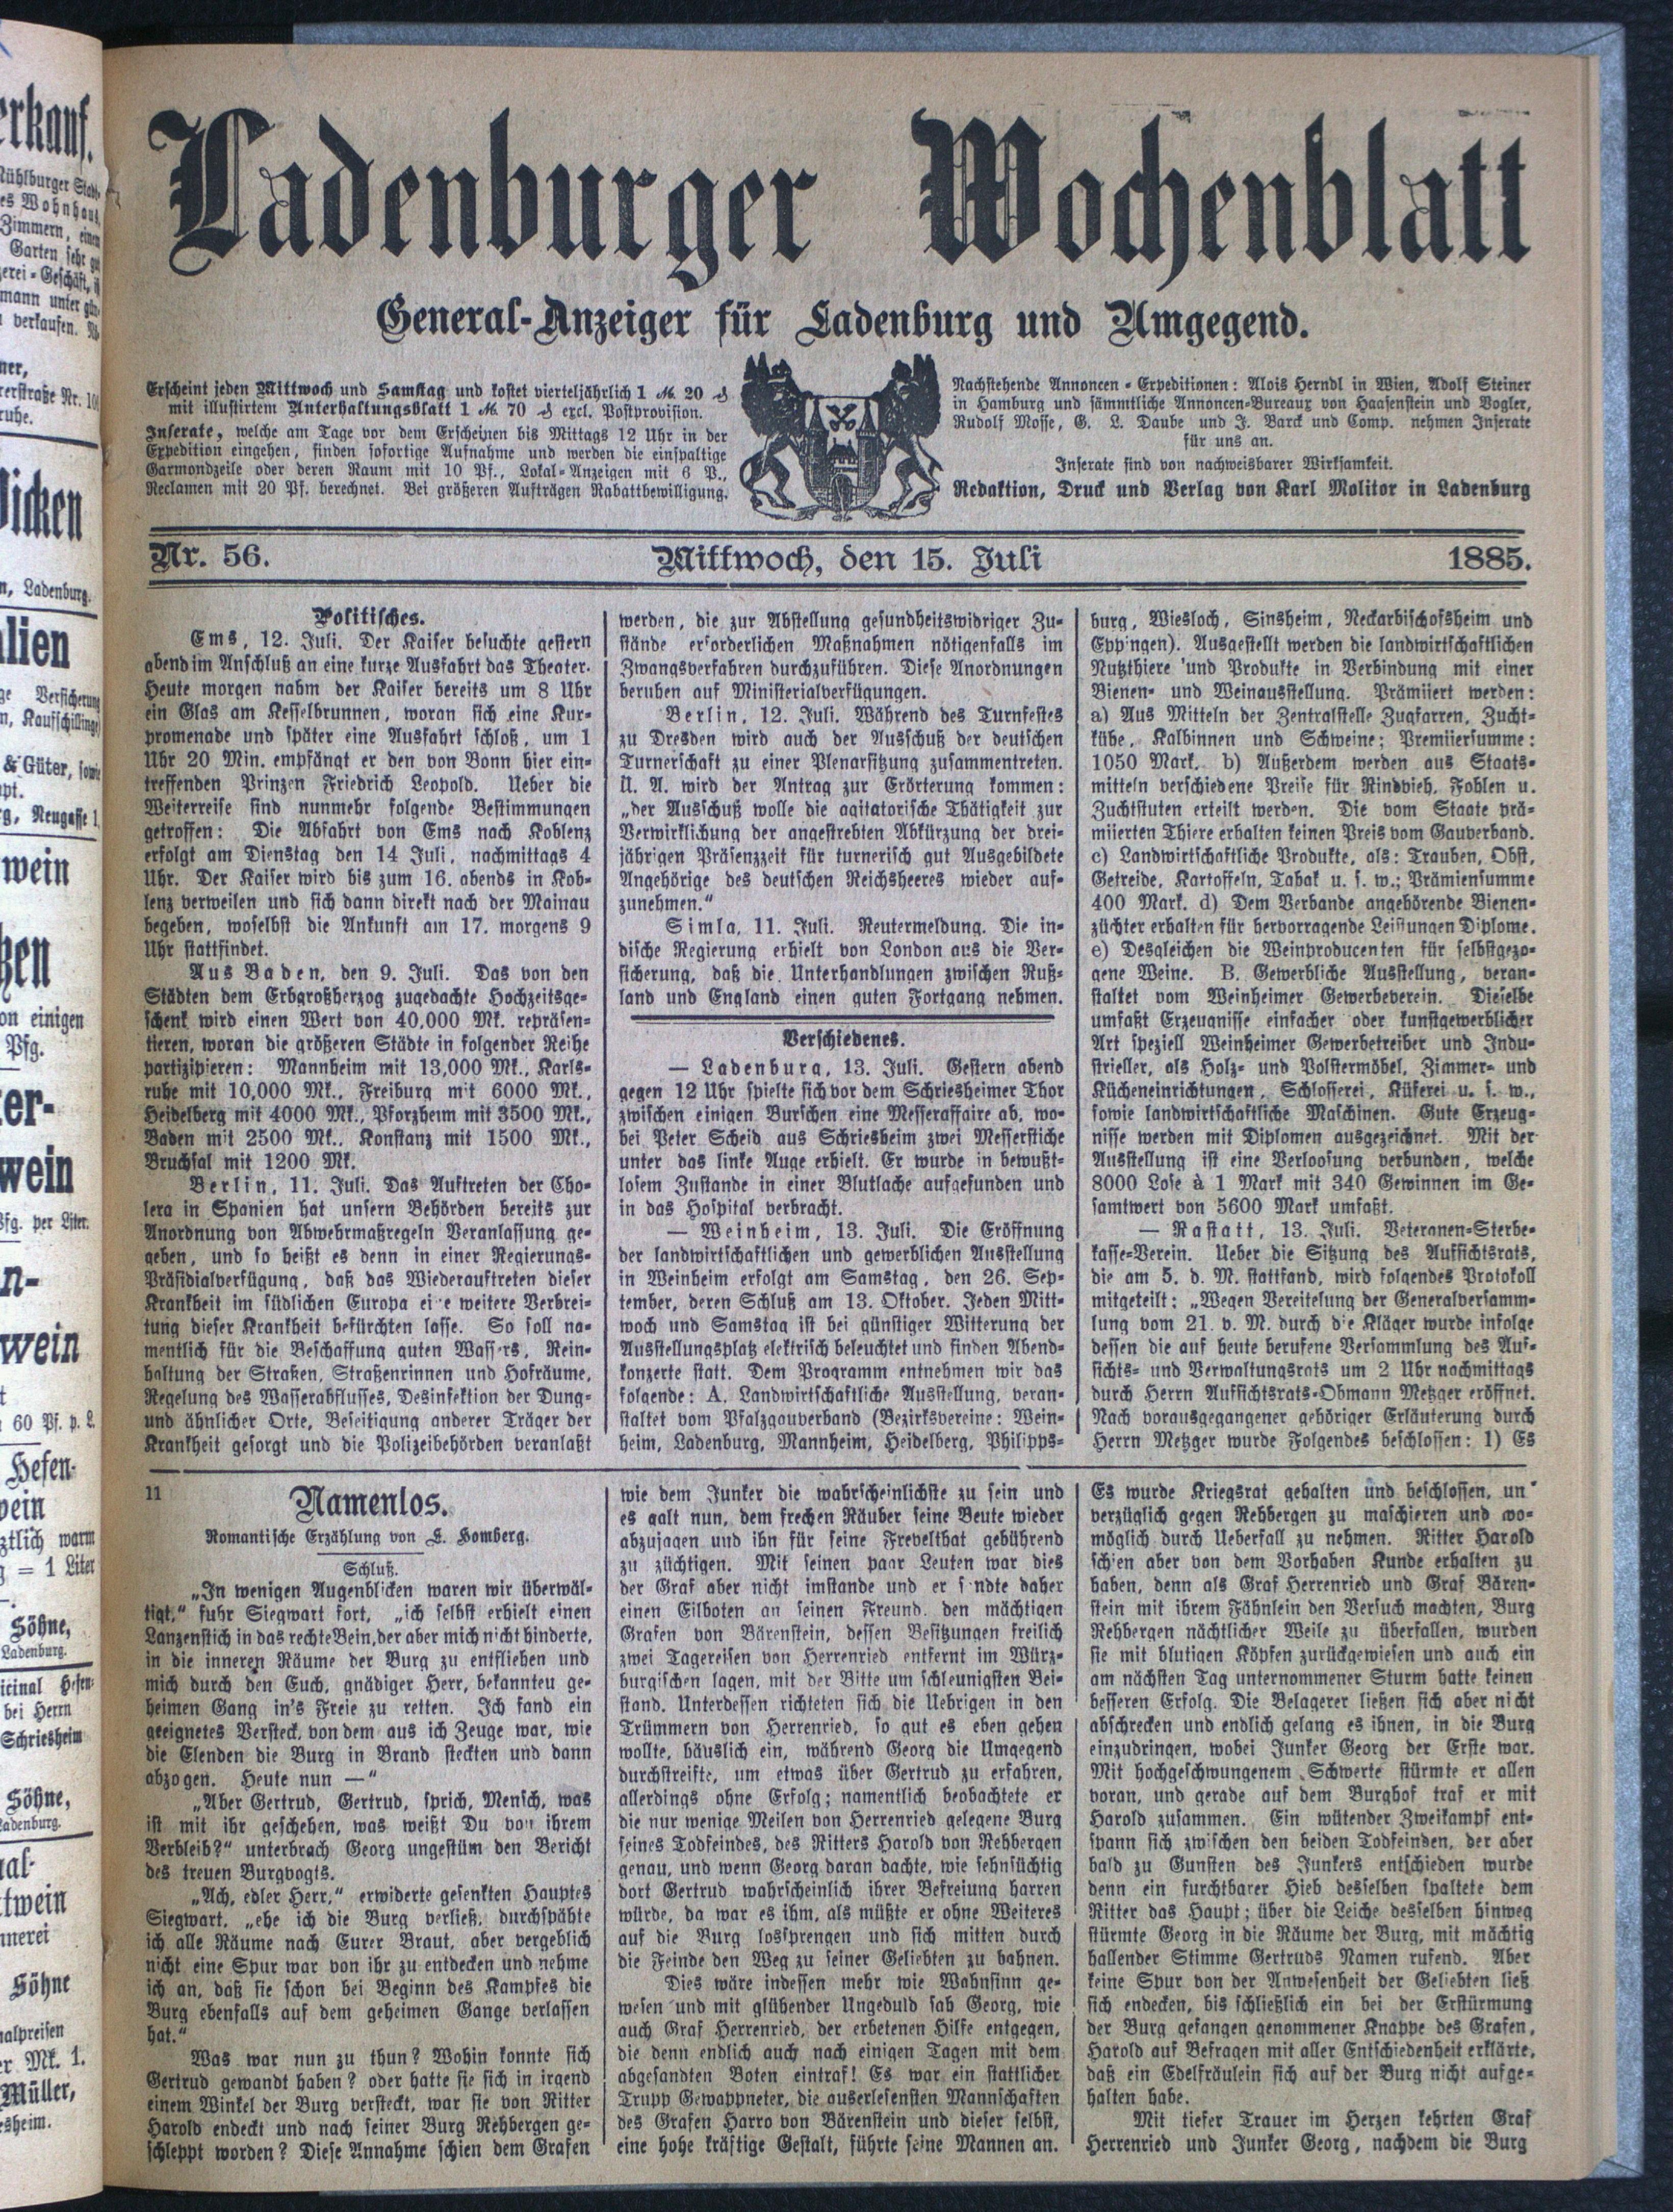 Ladenburger Wochenblatt
General-Anzeiger für Ladenburg und Umgegend.
Erscheint jeden Mittwoch und Samstag und kostet vierteljährlich 1 M. 20 ₰
mit illustirtem Unterhaltungsblatt 1 M. 70 ₰ excl. Postprovision.
Inserate, welche am Tage vor dem Erscheinen bis Mittags 12 Uhr in der
Expedition eingehen, finden sofortige Aufnahme und werden die einspaltige
Garmondzeile oder deren Raum mit 10 Pf., Lokal-Anzeigen mit 6 P.,
Reclamen mit 20 Pf. berechnet. Bei größeren Aufträgen Rabattbewilligung.
Nachstehende Annoncen-Expeditionen: Alois Herndl in Wien, Adolf Steiner
in Hamburg und sämmtliche Annoncen-Bureaux von Haasenstein und Vogler,
Rudolf Mosse, G. L. Daube und J. Barck und Comp. nehmen Inserate
für uns an.
Inserate sind von nachweisbarer Wirksamkeit.
Redaktion, Druck und Verlag von Karl Molitor in Ladenburg
Nr. 56. Mittwoch, den 15. Juli 1885.
Politisches.
Ems, 12. Juli. Der Kaiser besuchte gestern
abend im Anschluß an eine kurze Ausfahrt das Theater.
Heute morgen nahm der Kaiser bereits um 8 Uhr
ein Glas am Kesselbrunnen, woran sich eine Kur-
promenade und später eine Ausfahrt schloß, um 1
Uhr 20 Min. empfängt er den von Bonn hier ein-
treffenden Prinzen Friedrich Leopold. Ueber die
Weiterreise sind nunmehr folgende Bestimmungen
getroffen: Die Abfahrt von Ems nach Koblenz
erfolgt am Dienstag den 14 Juli, nachmittags 4
Uhr. Der Kaiser wird bis zum 16. abends in Kob-
lenz verweilen und sich dann direkt nach der Mainau
begeben, woselbst die Ankunft am 17. morgens 9
Uhr stattfindet.
Aus Baden, den 9. Juli. Das von den
Städten dem Erbgroßherzog zugedachte Hochzeitsge-
schenk wird einen Wert von 40,000 Mk. repräsen-
tieren, woran die größeren Städte in folgender Reihe
partizipieren: Mannheim mit 13,000 Mk., Karls-
ruhe mit 10,000 Mk., Freiburg mit 6000 Mk.,
Heidelberg mit 4000 Mk., Pforzheim mit 3500 Mk.,
Baden mit 2500 Mk., Konstanz mit 1500 Mk.,
Bruchsal mit 1200 Mk.
Berlin, 11. Juli. Das Auftreten der Cho-
lera in Spanien hat unsern Behörden bereits zur
Anordnung von Abwehrmaßregeln Veranlassung ge-
geben, und so heißt es denn in einer Regierungs-
Präsidialverfügung, daß das Wiederauftreten dieser
Krankheit im südlichen Europa ei e weitere Verbrei-
tung dieser Krankheit befürchten lasse. So soll na-
mentlich für die Beschaffung guten Wassers, Rein-
haltung der Straßen, Straßenrinnen und Hofräume,
Regelung des Wasserabflusses, Desinfektion der Dung-
und ähnlicher Orte, Beseitigung anderer Träger der
Krankheit gesorgt und die Polizeibehörden veranlaßt
werden, die zur Abstellung gesundheitswidriger Zu-
stände erforderlichen Maßnahmen nötigenfalls im
Zwangsverfahren durchzuführen. Diese Anordnungen
beruhen auf Ministerialverfügungen.
Berlin, 12. Juli. Während des Turnfestes
zu Dresden wird auch der Ausschuß der deutschen
Turnerschaft zu einer Plenarsitzung zusammentreten.
U. A. wird der Antrag zur Erörterung kommen:
„der Ausschuß wolle die agitatorische Thätigkeit zur
Verwirklichung der angestrebten Abkürzung der drei-
jährigen Präsenzzeit für turnerisch gut Ausgebildete
Angehörige des deutschen Reichsheeres wieder auf-
zunehmen.“
Simla, 11. Juli. Reutermeldung. Die in-
dische Regierung erhielt von London aus die Ver-
sicherung, daß die Unterhandlungen zwischen Ruß-
land und England einen guten Fortgang nehmen.
Verschiedenes.
— Ladenburg, 13. Juli. Gestern abend
gegen 12 Uhr spielte sich vor dem Schriesheimer Thor
zwischen einigen Burschen eine Messeraffaire ab, wo-
bei Peter Scheid aus Schriesheim zwei Messerstiche
unter das linke Auge erhielt. Er wurde in bewußt-
losem Zustande in einer Blutlache aufgefunden und
in das Hospital verbracht.
— Weinheim, 13. Juli. Die Eröffnung
der landwirtschaftlichen und gewerblichen Ausstellung
in Weinheim erfolgt am Samstag, den 26. Sep-
tember, deren Schluß am 13. Oktober. Jeden Mitt-
woch und Samstag ist bei günstiger Witterung der
Ausstellungsplatz elektrisch beleuchtet und finden Abend-
konzerte statt. Dem Programm entnehmen wir das
folgende: A. Landwirtschaftliche Ausstellung, veran-
staltet vom Pfalzgauverband (Bezirksvereine: Wein-
heim, Ladenburg, Mannheim, Heidelberg, Philipps-
burg, Wiesloch, Sinsheim, Neckarbischofsheim und
Eppingen). Ausgestellt werden die landwirtschaftlichen
Nutzthiere und Produkte in Verbindung mit einer
Bienen- und Weinausstellung. Prämiiert werden:
a) Aus Mitteln der Zentralstelle Zugfarren, Zucht-
kühe, Kalbinnen und Schweine; Premiiersumme:
1050 Mark. b) Außerdem werden aus Staats-
mitteln verschiedene Preise für Rindvieh, Fohlen u.
Zuchtstuten erteilt werden. Die vom Staate prä-
miierten Thiere erhalten keinen Preis vom Gauverband.
c) Landwirtschaftliche Produkte, als: Trauben, Obst,
Getreide, Kartoffeln, Tabak u. s. w.; Prämiensumme
400 Mark. d) Dem Verbande angehörende Bienen-
züchter erhalten für hervorragende Leistungen Diplome.
e) Desgleichen die Weinproducenten für selbstgezo-
gene Weine. B. Gewerbliche Ausstellung, veran-
staltet vom Weinheimer Gewerbeverein. Dieselbe
umfaßt Erzeugnisse einfacher oder kunstgewerblicher
Art speziell Weinheimer Gewerbetreiber und Indu-
strieller, als Holz- und Polstermöbel, Zimmer- und
Kücheneinrichtungen, Schlosserei, Küferei u. s. w.,
sowie landwirtschaftliche Maschinen. Gute Erzeug-
nisse werden mit Diplomen ausgezeichnet. Mit der
Ausstellung ist eine Verloosung verbunden, welche
8000 Lose à 1 Mark mit 340 Gewinnen im Ge-
samtwert von 5600 Mark umfaßt.
— Rastatt, 13. Juli. Veteranen-Sterbe-
kasse-Verein. Ueber die Sitzung des Aufsichtsrats,
die am 5. d. M. stattfand, wird folgendes Protokoll
mitgeteilt: „Wegen Vereitelung der Generalversamm-
lung vom 21. v. M. durch die Kläger wurde infolge
dessen die auf heute berufene Versammlung des Auf-
sichts- und Verwaltungsrats um 2 Uhr nachmittags
durch Herrn Aufsichtsrats-Obmann Metzger eröffnet.
Nach vorausgegangener gehöriger Erläuterung durch
Herrn Metzger wurde Folgendes beschlossen: 1) Es
11
Namenlos.
Romantische Erzählung von L. Homberg.
Schluß.
„In wenigen Augenblicken waren wir überwäl-
tigt,“ fuhr Siegwart fort, „ich selbst erhielt einen
Lanzenstich in das rechte Bein, der aber mich nicht hinderte,
in die inneren Räume der Burg zu entfliehen und
mich durch den Euch, gnädiger Herr, bekannteu ge-
heimen Gang in's Freie zu retten. Ich fand ein
geeignetes Versteck, von dem aus ich Zeuge war, wie
die Elenden die Burg in Brand steckten und dann
abzogen. Heute nun —“
„Aber Gertrud, Gertrud, sprich, Mensch, was
ist mit ihr geschehen, was weißt Du von ihrem
Verbleib?“ unterbrach Georg ungestüm den Bericht
des treuen Burgvogts.
„Ach, edler Herr,“ erwiderte gesenkten Hauptes
Siegwart, „ehe ich die Burg verließ, durchspähte
ich alle Räume nach Eurer Braut, aber vergeblich
nicht eine Spur war von ihr zu entdecken und nehme
ich an, daß sie schon bei Beginn des Kampfes die
Burg ebenfalls auf dem geheimen Gange verlassen
hat.“
Was war nun zu thun? Wohin konnte sich
Gertrud gewandt haben? oder hatte sie sich in irgend
einem Winkel der Burg versteckt, war sie von Ritter
Harold endeckt und nach seiner Burg Rehbergen ge-
schleppt worden? Diese Annahme schien dem Grafen
wie dem Junker die wahrscheinlichste zu sein und
es galt nun, dem frechen Räuber seine Beute wieder
abzujagen und ihn für seine Frevelthat gebührend
zu züchtigen. Mit seinen paar Leuten war dies
der Graf aber nicht imstande und er s ndte daher
einen Eilboten an seinen Freund, den mächtigen
Grafen von Bärenstein, dessen Besitzungen freilich
zwei Tagereisen von Herrenried entfernt im Würz-
burgischen lagen, mit der Bitte um schleunigsten Bei-
stand. Unterdessen richteten sich die Uebrigen in den
Trümmern von Herrenried, so gut es eben gehen
wollte, häuslich ein, während Georg die Umgegend
durchstreifte, um etwas über Gertrud zu erfahren,
allerdings ohne Erfolg; namentlich beobachtete er
die nur wenige Meilen von Herrenried gelegene Burg
seines Todfeindes, des Ritters Harold von Rehbergen
genau, und wenn Georg daran dachte, wie sehnsüchtig
dort Gertrud wahrscheinlich ihrer Befreiung harren
würde, da war es ihm, als müßte er ohne Weiteres
auf die Burg lossprengen und sich mitten durch
die Feinde den Weg zu seiner Geliebten zu bahnen.
Dies wäre indessen mehr wie Wahnsinn ge-
wesen und mit glühender Ungeduld sah Georg, wie
auch Graf Herrenried, der erbetenen Hilfe entgegen,
die denn endlich auch nach einigen Tagen mit dem
abgesandten Boten eintraf! Es war ein stattlicher
Trupp Gewappneter, die auserlesensten Mannschaften
des Grafen Harro von Bärenstein und dieser selbst,
eine hohe kräftige Gestalt, führte seine Mannen an.
Es wurde Kriegsrat gehalten und beschlossen, un
verzüglich gegen Rehbergen zu maschieren und wo-
möglich durch Ueberfall zu nehmen. Ritter Harold
schien aber von dem Vorhaben Kunde erhalten zu
haben, denn als Graf Herrenried und Graf Bären-
stein mit ihrem Fähnlein den Versuch machten, Burg
Rehbergen nächtlicher Weile zu überfallen, wurden
sie mit blutigen Köpfen zurückgewiesen und auch ein
am nächsten Tag unternommener Sturm hatte keinen
besseren Erfolg. Die Belagerer ließen sich aber nicht
abschrecken und endlich gelang es ihnen, in die Burg
einzudringen, wobei Junker Georg der Erste war.
Mit hochgeschwungenem Schwerte stürmte er allen
voran, und gerade auf dem Burghof traf er mit
Harold zusammen. Ein wütender Zweikampf ent-
spann sich zwischen den beiden Todfeinden, der aber
bald zu Gunsten des Junkers entschieden wurde
denn ein furchtbarer Hieb desselben spaltete dem
Ritter das Haupt; über die Leiche desselben hinweg
stürmte Georg in die Räume der Burg, mit mächtig
hallender Stimme Gertruds Namen rufend. Aber
keine Spur von der Anwesenheit der Geliebten ließ
sich endecken, bis schließlich ein bei der Erstürmung
der Burg gefangen genommener Knappe des Grafen,
Harold auf Befragen mit aller Entschiedenheit erklärte,
daß ein Edelfräulein sich auf der Burg nicht aufge-
halten habe.
Mit tiefer Trauer im Herzen kehrten Graf
Herrenried und Junker Georg, nachdem die Burg